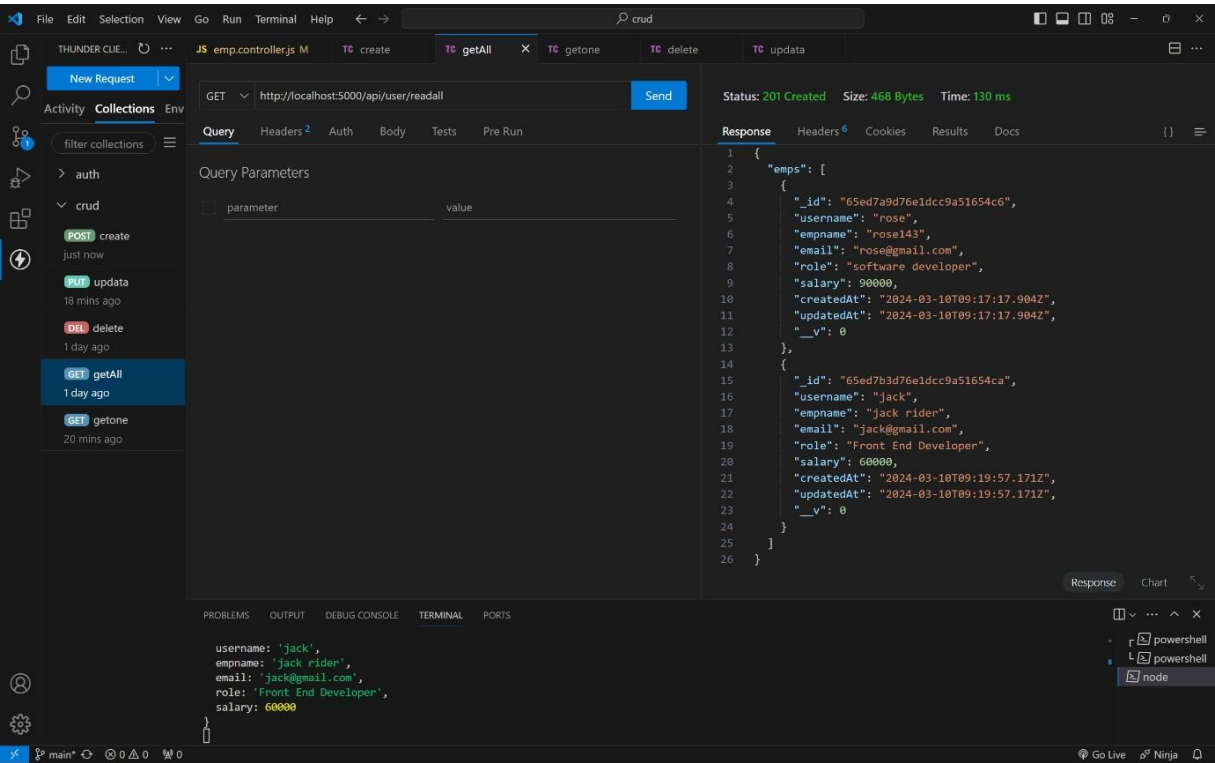 File Edit Selection View Go Run Terminal Help ← → crud
THUNDER CLIE... ···
New Request
Activity Collections Env
filter collections
> auth
crud
POST create
just now
PUT updata
18 mins ago
DEL delete
1 day ago
GET getAll
1 day ago
GET getone
20 mins ago
JS emp.controller.js M TC create TC getAll × TC getone TC delete TC updata
GET http://localhost:5000/api/user/readall Send
Query Headers 2 Auth Body Tests Pre Run
Query Parameters
parameter value
Status: 201 Created Size: 468 Bytes Time: 130 ms
Response Headers 6 Cookies Results Docs { }
1 {
2 "emps": [
3 {
4 "_id": "65ed7a9d76e1dcc9a51654c6",
5 "username": "rose",
6 "empname": "rose143",
7 "email": "rose@gmail.com",
8 "role": "software developer",
9 "salary": 90000,
10 "createdAt": "2024-03-10T09:17:17.904Z",
11 "updatedAt": "2024-03-10T09:17:17.904Z",
12 "__v": 0
13 },
14 {
15 "_id": "65ed7b3d76e1dcc9a51654ca",
16 "username": "jack",
17 "empname": "jack rider",
18 "email": "jack@gmail.com",
19 "role": "Front End Developer",
20 "salary": 60000,
21 "createdAt": "2024-03-10T09:19:57.171Z",
22 "updatedAt": "2024-03-10T09:19:57.171Z",
23 "__v": 0
24 }
25 ]
26 }
Response Chart
PROBLEMS OUTPUT DEBUG CONSOLE TERMINAL PORTS
username: 'jack',
empname: 'jack rider',
email: 'jack@gmail.com',
role: 'Front End Developer',
salary: 60000
}
powershell
powershell
node
main* 0 0 0 Go Live Ninja